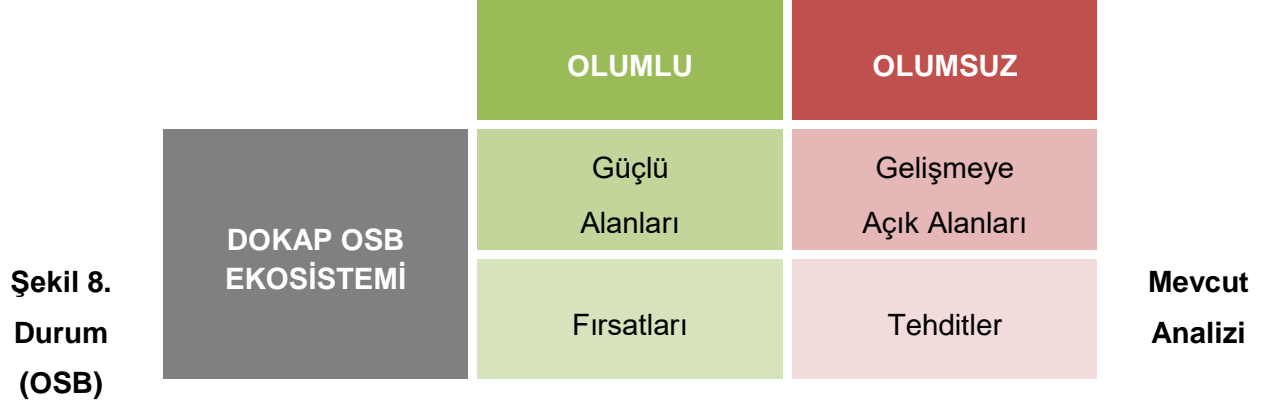 OLUMLU
OLUMSUZ
DOKAP OSB
EKOSİSTEMİ
Güçlü
Alanları
Gelişmeye
Açık Alanları
Fırsatları
Tehditler
Şekil 8.
Mevcut
Durum
Analizi
(OSB)